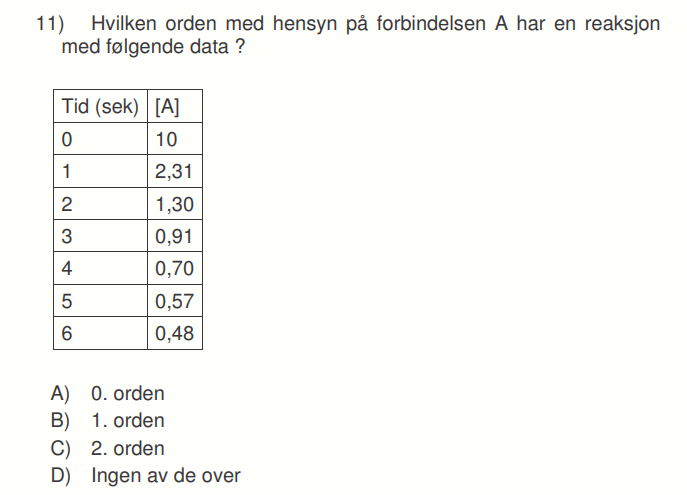 11) Hvilken orden med hensyn på forbindelsen A har en reaksjon
med følgende data ?
Tid (sek) [A]
0 10
1 2,31
2 1,30
3 0,91
4 0,70
5 0,57
6 0,48
A) 0. orden
B) 1. orden
C) 2. orden
D) Ingen av de over